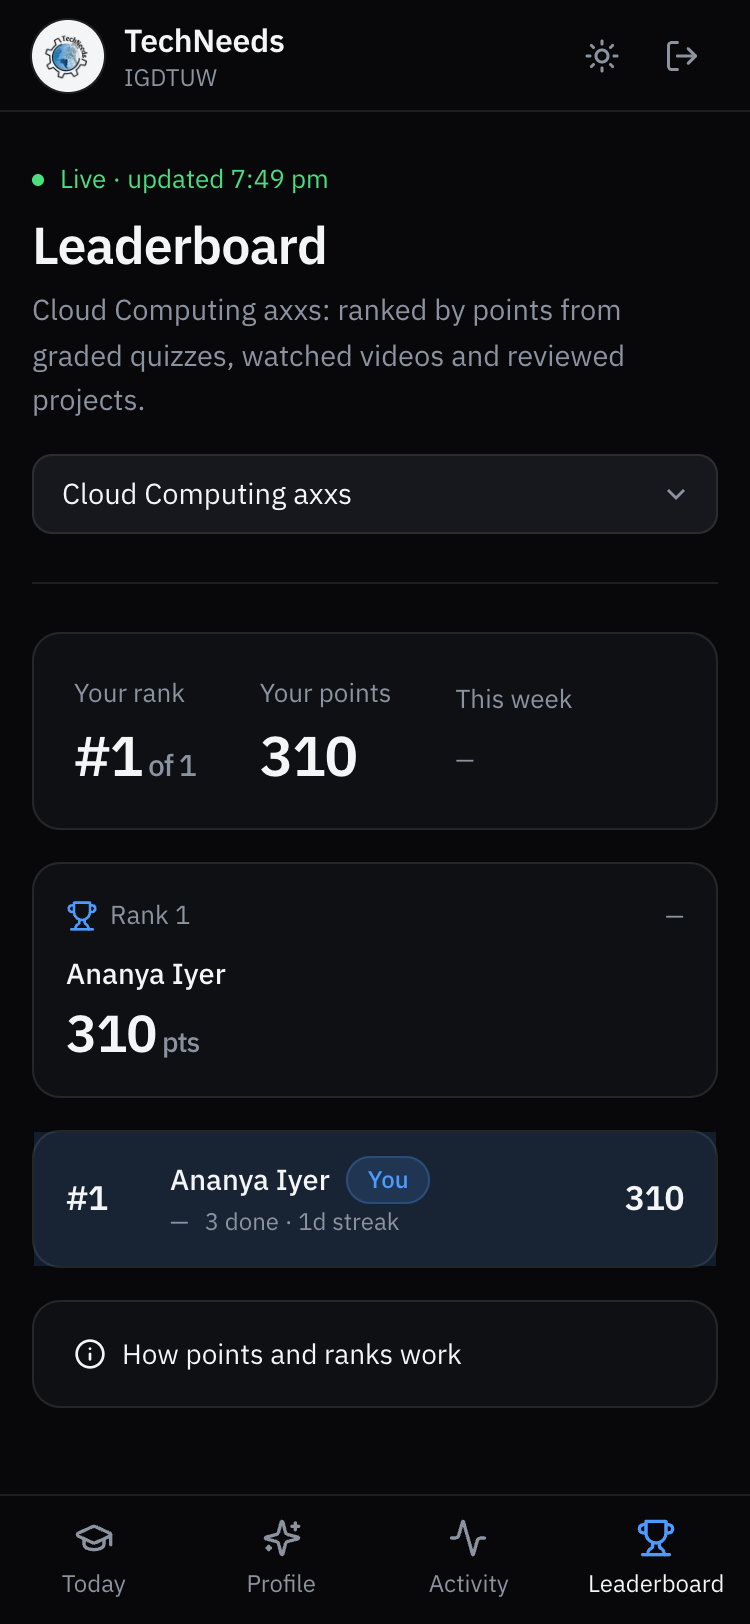 TechNeeds
TechNeeds
IGDTUW
Live · updated 7:49 pm
Leaderboard
Cloud Computing axxs: ranked by points from
graded quizzes, watched videos and reviewed
projects.
Cloud Computing axxs
Your rank
#1 of 1
Your points
310
This week
–
Rank 1 –
Ananya Iyer
310 pts
#1 Ananya Iyer You 310
– 3 done · 1d streak
How points and ranks work
Today Profile Activity Leaderboard